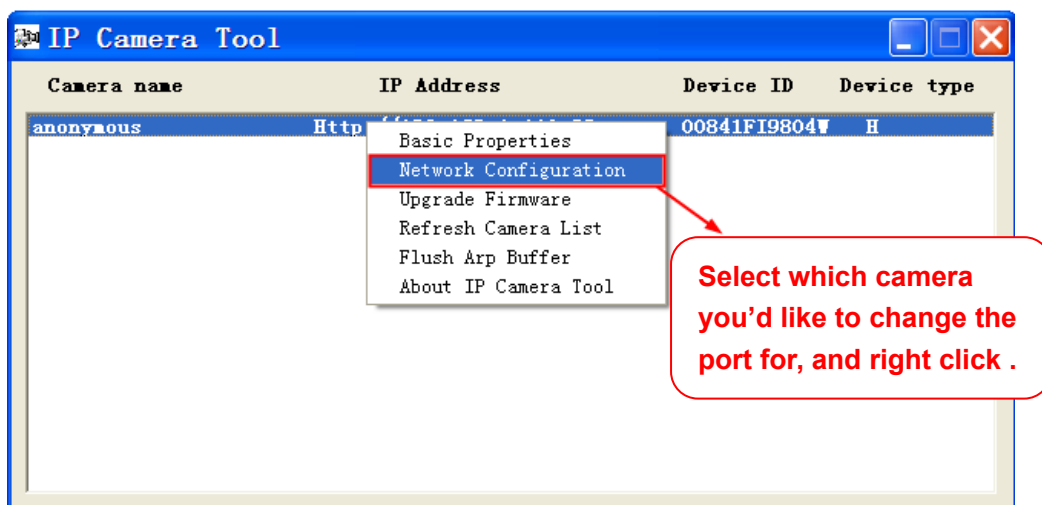 IP Camera Tool
Camera name IP Address Device ID Device type
anonymous Http 00841FI9804W H
Basic Properties
Network Configuration
Upgrade Firmware
Refresh Camera List
Flush Arp Buffer
About IP Camera Tool
Select which camera
you’d like to change the
port for, and right click .